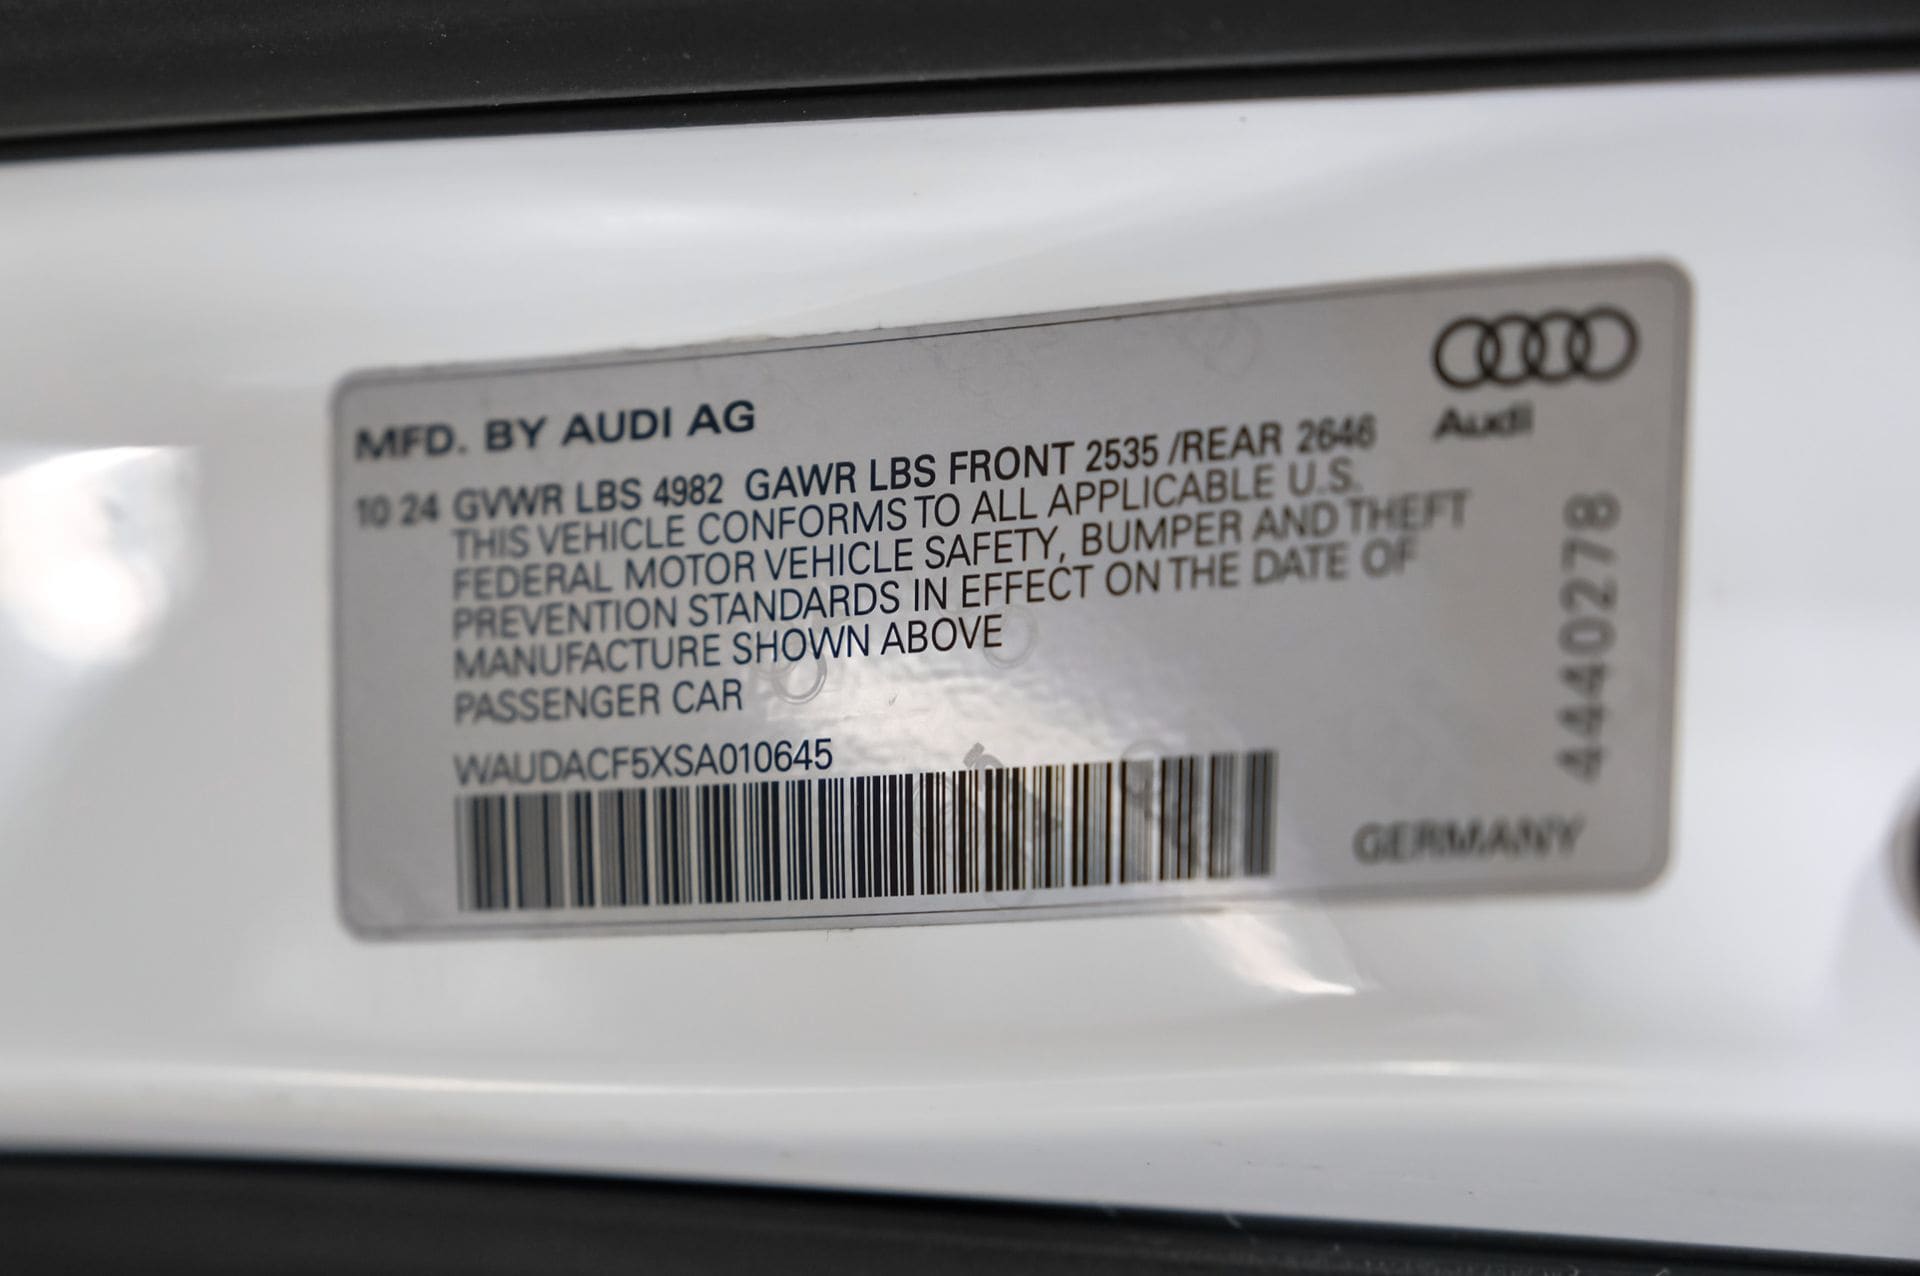 MFD. BY AUDI AG
10 24 GVWR LBS 4982 GAWR LBS FRONT 2535 /REAR 2646
THIS VEHICLE CONFORMS TO ALL APPLICABLE U.S.
FEDERAL MOTOR VEHICLE SAFETY, BUMPER AND THEFT
PREVENTION STANDARDS IN EFFECT ON THE DATE OF
MANUFACTURE SHOWN ABOVE
PASSENGER CAR
WAUDACF5XSA010645
Audi
4440278
GERMANY